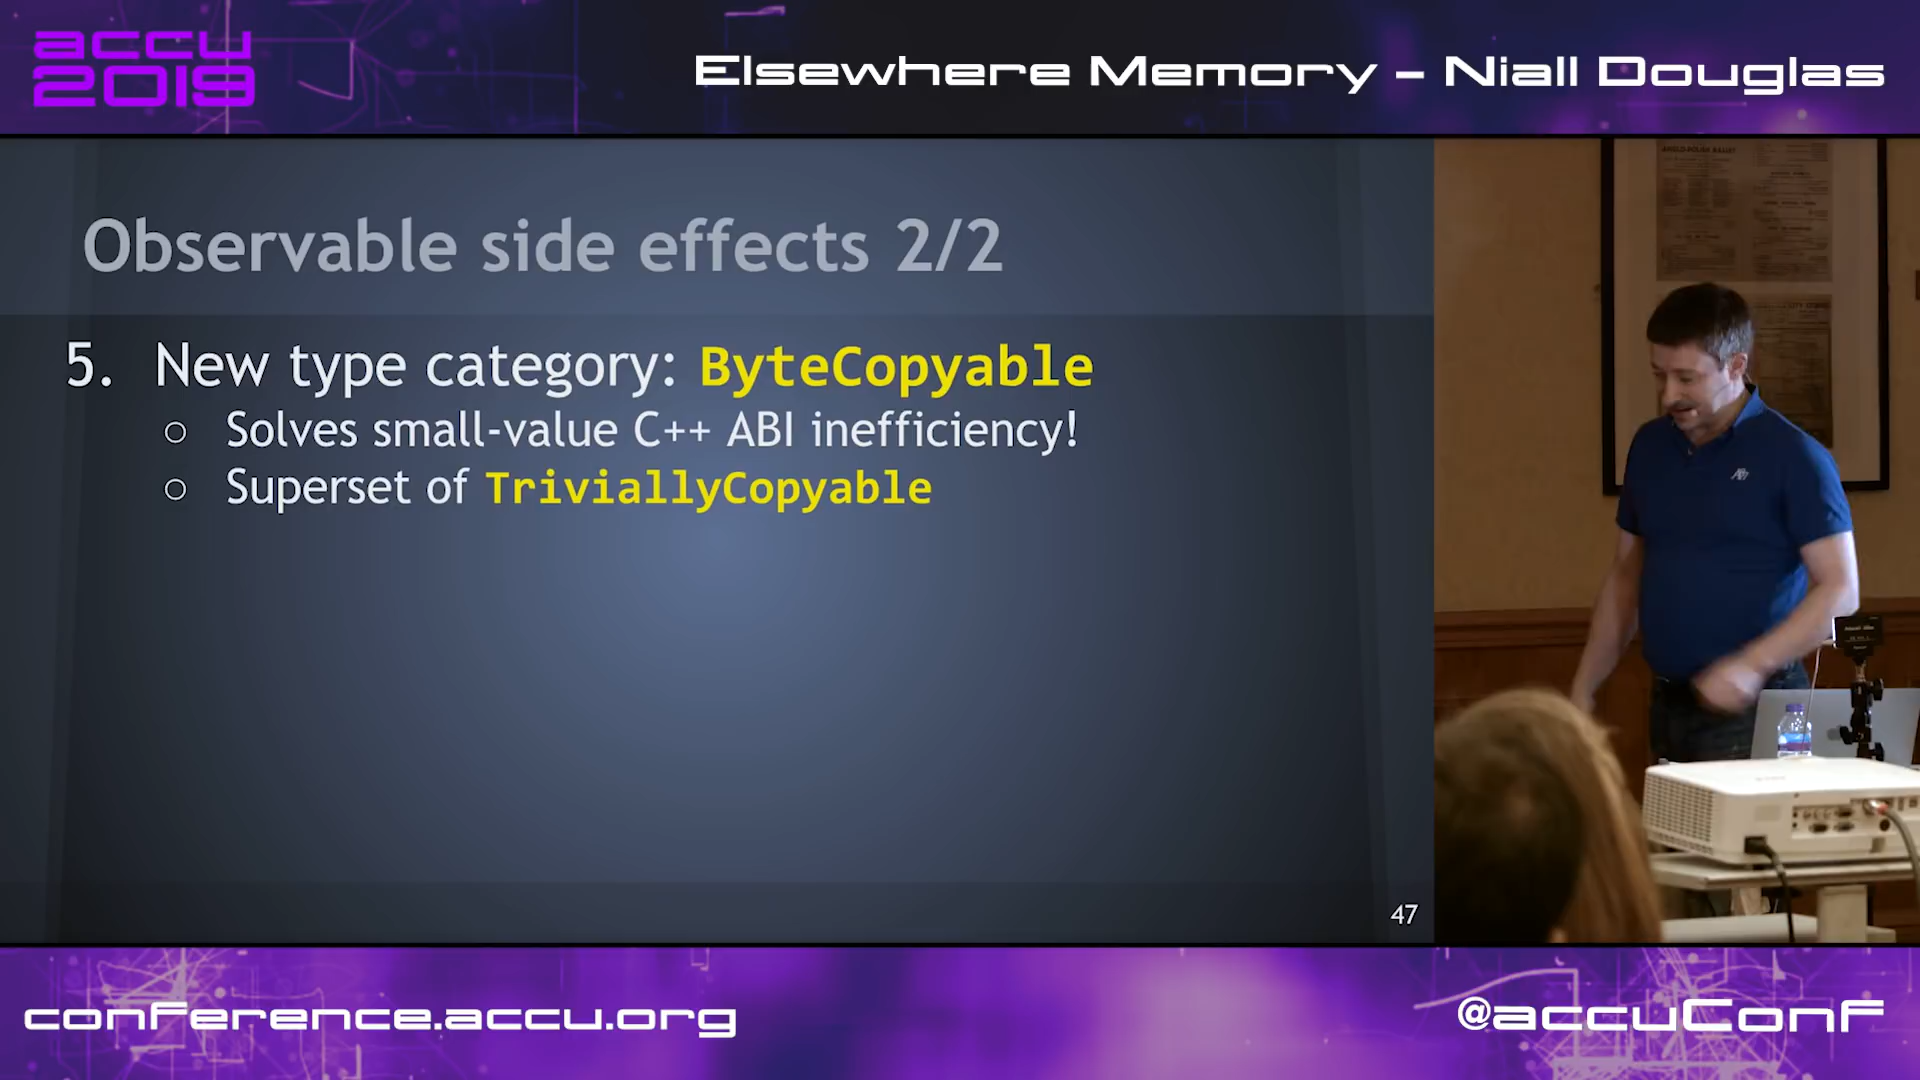 accu
2019
Elsewhere Memory – Niall Douglas
Observable side effects 2/2
5. New type category: ByteCopyable
○ Solves small-value C++ ABI inefficiency!
○ Superset of TriviallyCopyable
47
conference.accu.org
@accuConf